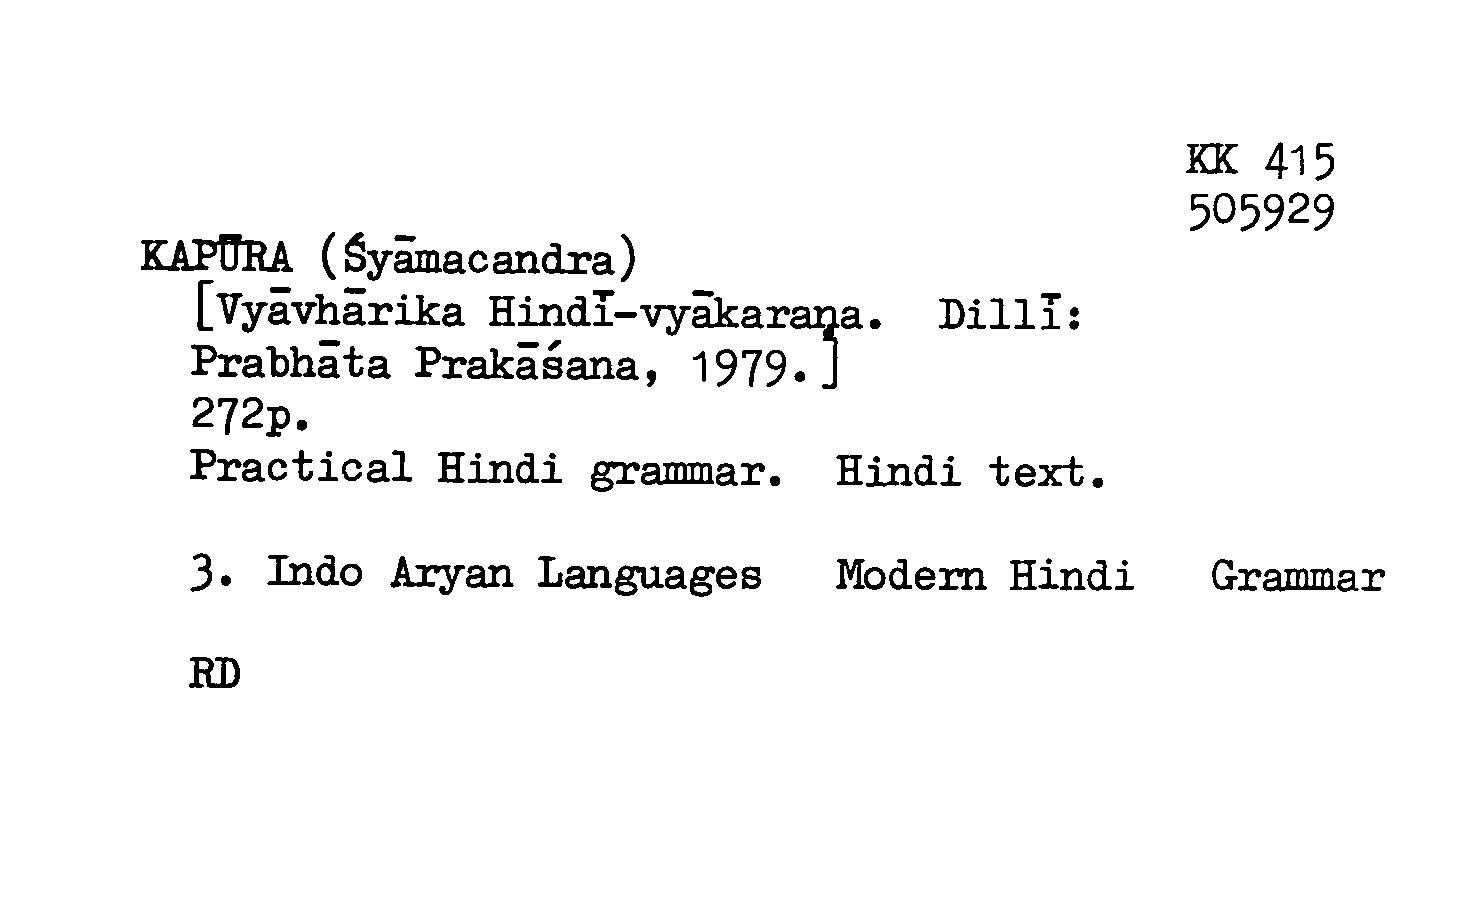 KK 415
505929
KAPŪRA (Śyāmacandra)
[Vyāvhārika Hindī-vyākaraṇa. Dillī:
Prabhāta Prakāśana, 1979.]
272p.
Practical Hindi grammar. Hindi text.
3. Indo Aryan Languages Modern Hindi Grammar
RD